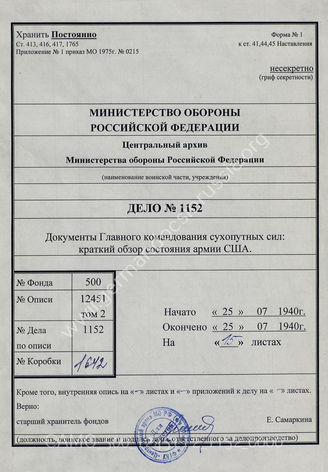 Хранить Постоянно
Форма № 1
Ст. 413, 416, 417, 1765
к ст. 41,44,45 Наставления
Приложение № 1 приказ МО 1975г. № 0215
несекретно
(гриф секретности)
МИНИСТЕРСТВО ОБОРОНЫ
РОССИЙСКОЙ ФЕДЕРАЦИИ
Центральный архив
Министерства обороны Российской Федерации
(наименование воинской части, учреждения)
ДЕЛО № 1152
Документы Главного командования сухопутных сил:
краткий обзор состояния армии США.
№ Фонда 500
№ Описи 12451
том 2
№ Дела 1152
по описи
№ Коробки 1642
Начато « 25 » 07 1940г.
Окончено « 25 » 07 1940г.
На «15» листах
Кроме того, внутренняя опись на «–» листах и «–» приложений к делу на «–» листах.
Верно:
старший хранитель фондов Е. Самаркина
(должность, воинское звание и подпись лица, ответственного за делопроизводство)